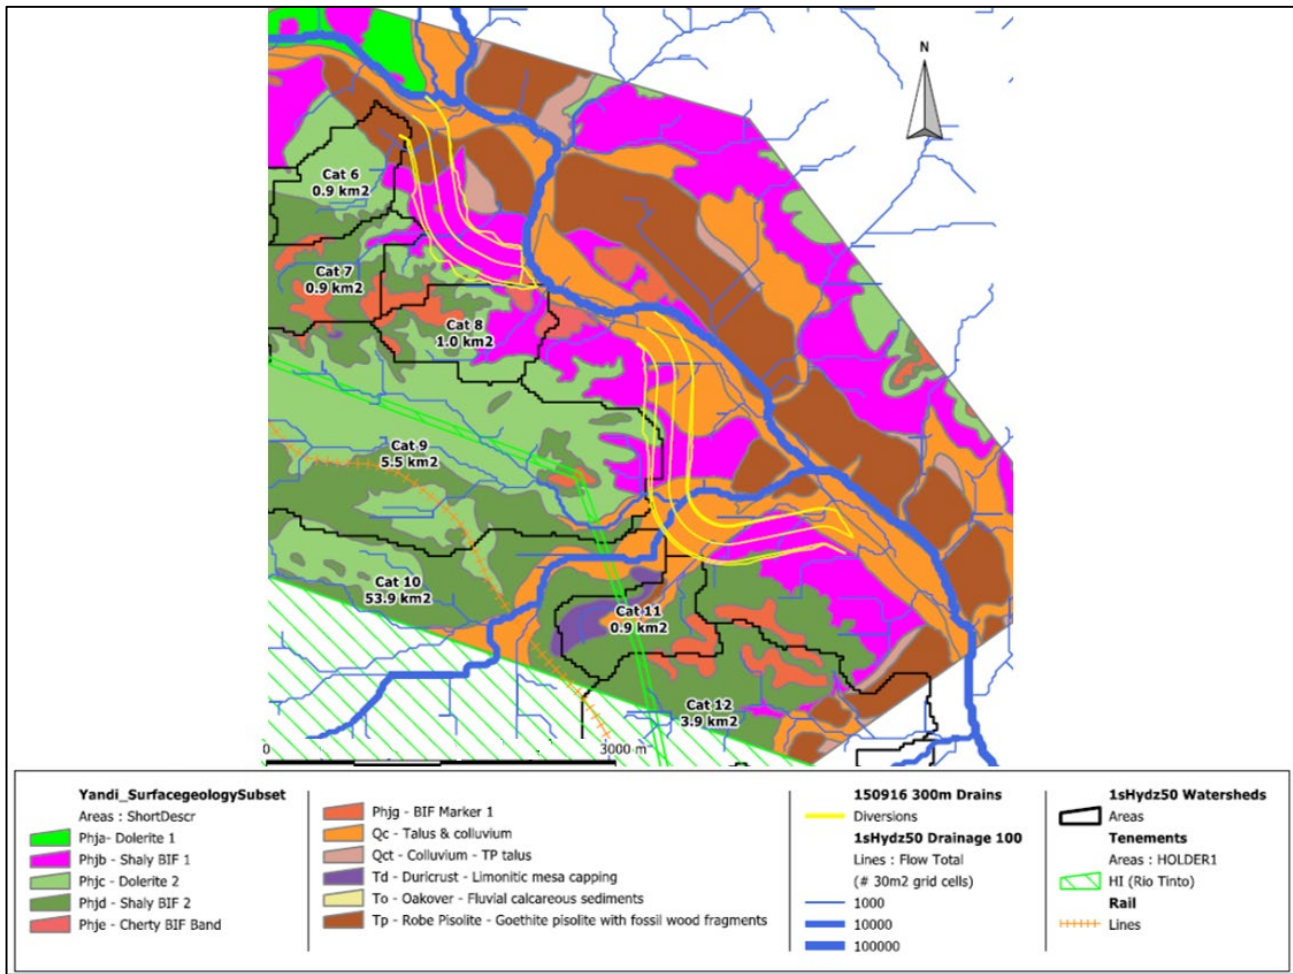 N
Cat 6
0.9 km2
Cat 7
0.9 km2
Cat 8
1.0 km2
Cat 9
5.5 km2
Cat 10
53.9 km2
Cat 11
0.9 km2
Cat 12
3.9 km2
0
3000 m
Yandi_SurfacegeologySubset
Areas : ShortDescr
Phja- Dolerite 1
Phjb - Shaly BIF 1
Phjc - Dolerite 2
Phjd - Shaly BIF 2
Phje - Cherty BIF Band
Phjg - BIF Marker 1
Qc - Talus & colluvium
Qct - Colluvium - TP talus
Td - Duricrust - Limonitic mesa capping
To - Oakover - Fluvial calcareous sediments
Tp - Robe Pisolite - Goethite pisolite with fossil wood fragments
150916 300m Drains
Diversions
1sHydz50 Drainage 100
Lines : Flow Total
(# 30m2 grid cells)
1000
10000
100000
1sHydz50 Watersheds
Areas
Tenements
Areas : HOLDER1
HI (Rio Tinto)
Rail
Lines